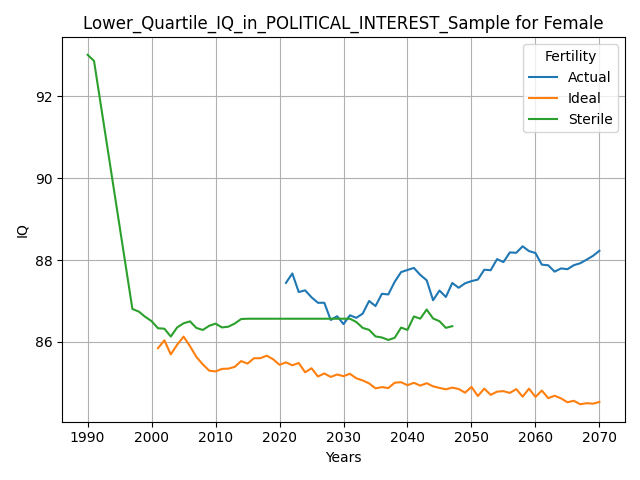 Lower_Quartile_IQ_in_POLITICAL_INTEREST_Sample for Female
Fertility
Actual
Ideal
Sterile
92
90
88
86
IQ
1990 2000 2010 2020 2030 2040 2050 2060 2070
Years